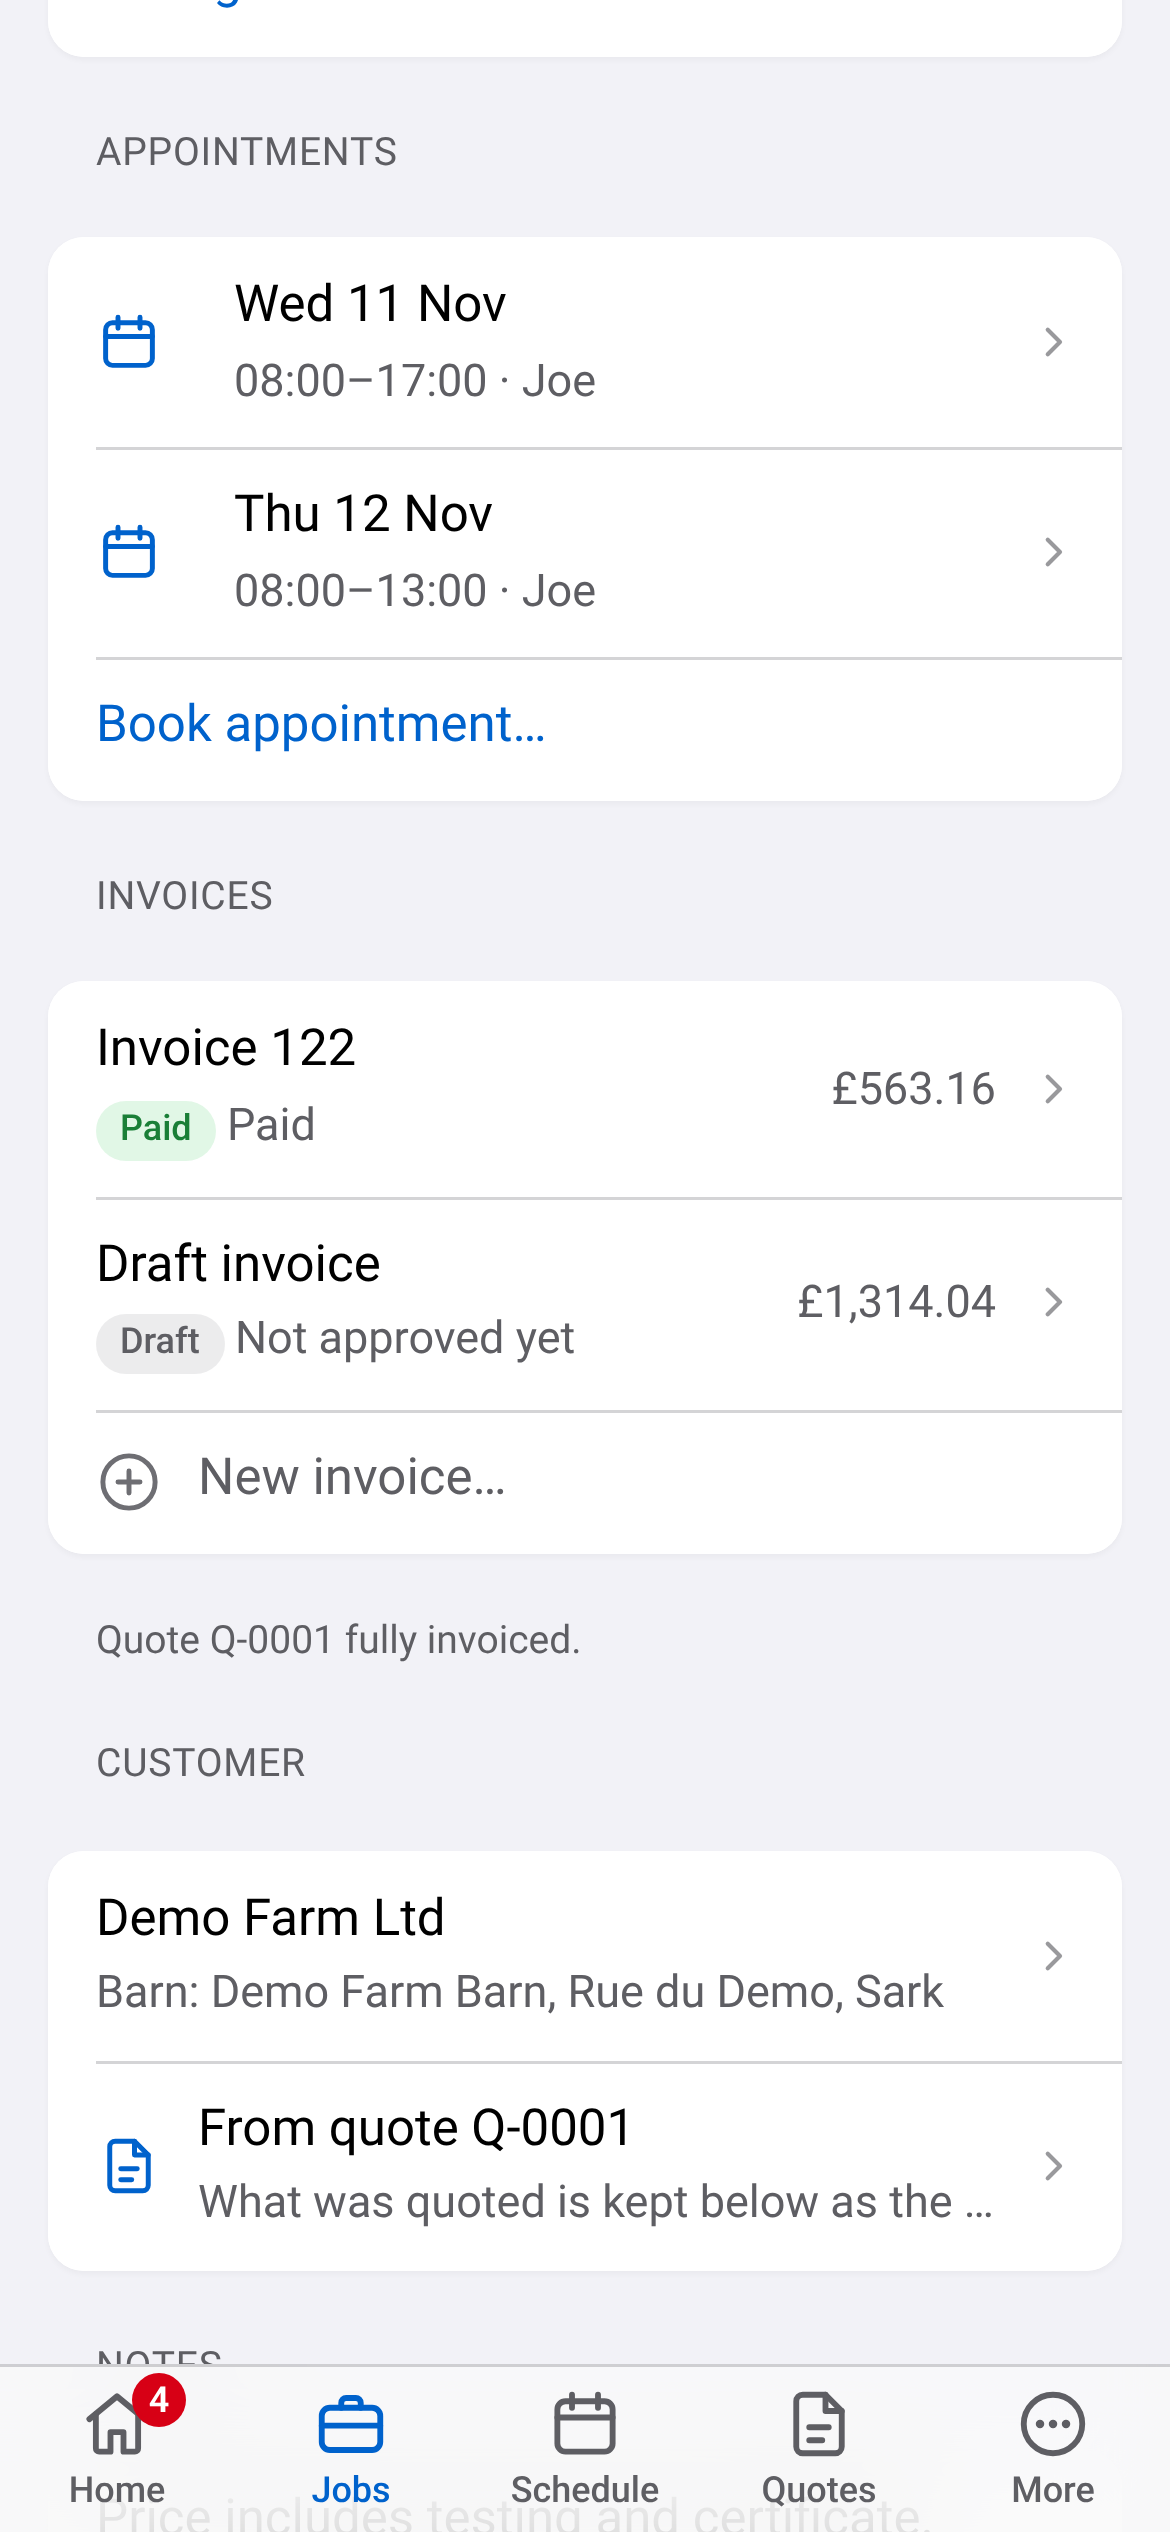 APPOINTMENTS
Wed 11 Nov
08:00–17:00 · Joe
Thu 12 Nov
08:00–13:00 · Joe
Book appointment…
INVOICES
Invoice 122
£563.16
Paid Paid
Draft invoice
£1,314.04
Draft Not approved yet
New invoice…
Quote Q-0001 fully invoiced.
CUSTOMER
Demo Farm Ltd
Barn: Demo Farm Barn, Rue du Demo, Sark
From quote Q-0001
What was quoted is kept below as the …
NOTES
4
Home Jobs Schedule Quotes More
Price includes testing and certificate.